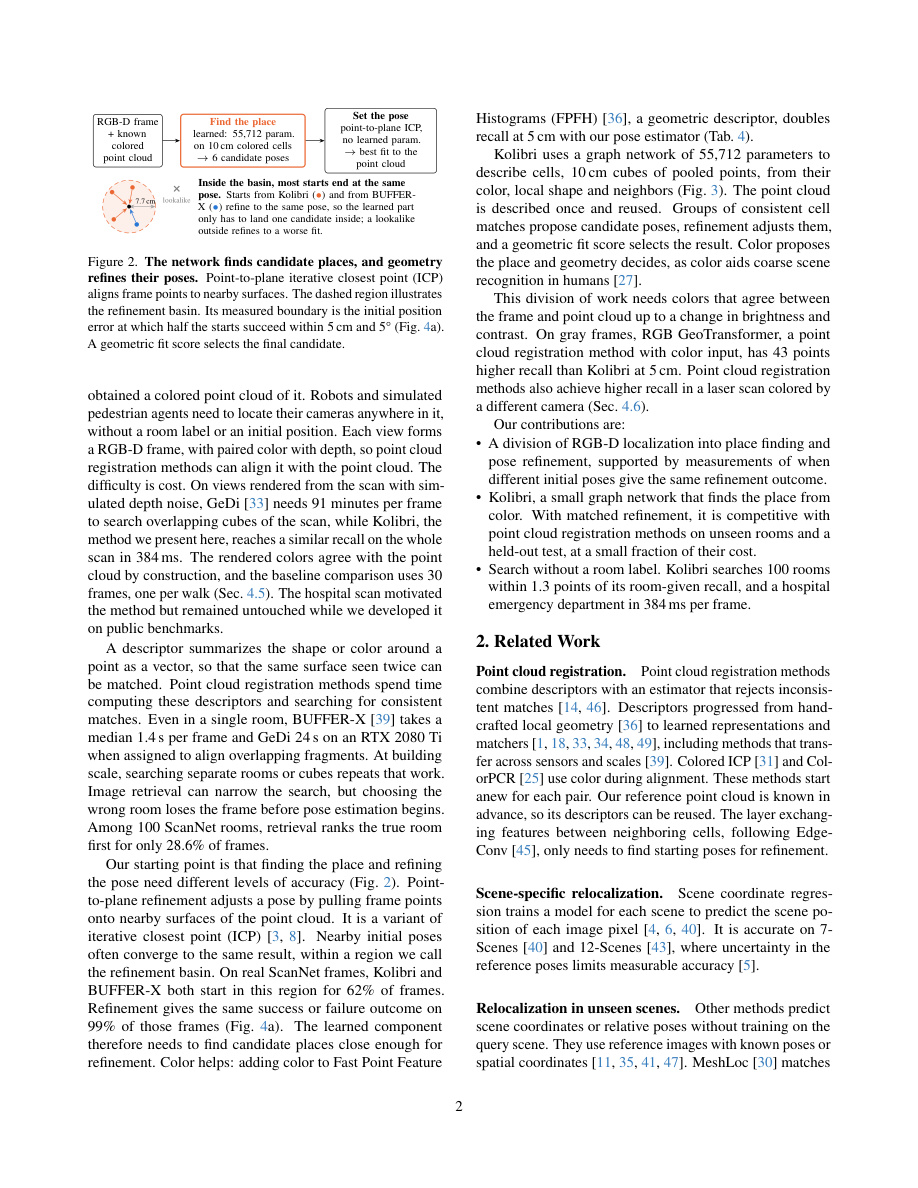 RGB-D frame
+ known
colored
point cloud
Find the place
learned: 55,712 param.
on 10 cm colored cells
→ 6 candidate poses
Set the pose
point-to-plane ICP,
no learned param.
→ best fit to the
point cloud
7.7 cm
×
lookalike
Inside the basin, most starts end at the same
pose. Starts from Kolibri (●) and from BUFFER-
X (●) refine to the same pose, so the learned part
only has to land one candidate inside; a lookalike
outside refines to a worse fit.
Figure 2. The network finds candidate places, and geometry
refines their poses. Point-to-plane iterative closest point (ICP)
aligns frame points to nearby surfaces. The dashed region illustrates
the refinement basin. Its measured boundary is the initial position
error at which half the starts succeed within 5 cm and 5° (Fig. 4a).
A geometric fit score selects the final candidate.
obtained a colored point cloud of it. Robots and simulated
pedestrian agents need to locate their cameras anywhere in it,
without a room label or an initial position. Each view forms
a RGB-D frame, with paired color with depth, so point cloud
registration methods can align it with the point cloud. The
difficulty is cost. On views rendered from the scan with sim-
ulated depth noise, GeDi [33] needs 91 minutes per frame
to search overlapping cubes of the scan, while Kolibri, the
method we present here, reaches a similar recall on the whole
scan in 384 ms. The rendered colors agree with the point
cloud by construction, and the baseline comparison uses 30
frames, one per walk (Sec. 4.5). The hospital scan motivated
the method but remained untouched while we developed it
on public benchmarks.
A descriptor summarizes the shape or color around a
point as a vector, so that the same surface seen twice can
be matched. Point cloud registration methods spend time
computing these descriptors and searching for consistent
matches. Even in a single room, BUFFER-X [39] takes a
median 1.4 s per frame and GeDi 24 s on an RTX 2080 Ti
when assigned to align overlapping fragments. At building
scale, searching separate rooms or cubes repeats that work.
Image retrieval can narrow the search, but choosing the
wrong room loses the frame before pose estimation begins.
Among 100 ScanNet rooms, retrieval ranks the true room
first for only 28.6% of frames.
Our starting point is that finding the place and refining
the pose need different levels of accuracy (Fig. 2). Point-
to-plane refinement adjusts a pose by pulling frame points
onto nearby surfaces of the point cloud. It is a variant of
iterative closest point (ICP) [3, 8]. Nearby initial poses
often converge to the same result, within a region we call
the refinement basin. On real ScanNet frames, Kolibri and
BUFFER-X both start in this region for 62% of frames.
Refinement gives the same success or failure outcome on
99% of those frames (Fig. 4a). The learned component
therefore needs to find candidate places close enough for
refinement. Color helps: adding color to Fast Point Feature
Histograms (FPFH) [36], a geometric descriptor, doubles
recall at 5 cm with our pose estimator (Tab. 4).
Kolibri uses a graph network of 55,712 parameters to
describe cells, 10 cm cubes of pooled points, from their
color, local shape and neighbors (Fig. 3). The point cloud
is described once and reused. Groups of consistent cell
matches propose candidate poses, refinement adjusts them,
and a geometric fit score selects the result. Color proposes
the place and geometry decides, as color aids coarse scene
recognition in humans [27].
This division of work needs colors that agree between
the frame and point cloud up to a change in brightness and
contrast. On gray frames, RGB GeoTransformer, a point
cloud registration method with color input, has 43 points
higher recall than Kolibri at 5 cm. Point cloud registration
methods also achieve higher recall in a laser scan colored by
a different camera (Sec. 4.6).
Our contributions are:
• A division of RGB-D localization into place finding and
pose refinement, supported by measurements of when
different initial poses give the same refinement outcome.
• Kolibri, a small graph network that finds the place from
color. With matched refinement, it is competitive with
point cloud registration methods on unseen rooms and a
held-out test, at a small fraction of their cost.
• Search without a room label. Kolibri searches 100 rooms
within 1.3 points of its room-given recall, and a hospital
emergency department in 384 ms per frame.
2. Related Work
Point cloud registration. Point cloud registration methods
combine descriptors with an estimator that rejects inconsis-
tent matches [14, 46]. Descriptors progressed from hand-
crafted local geometry [36] to learned representations and
matchers [1, 18, 33, 34, 48, 49], including methods that trans-
fer across sensors and scales [39]. Colored ICP [31] and Col-
orPCR [25] use color during alignment. These methods start
anew for each pair. Our reference point cloud is known in
advance, so its descriptors can be reused. The layer exchang-
ing features between neighboring cells, following Edge-
Conv [45], only needs to find starting poses for refinement.
Scene-specific relocalization. Scene coordinate regres-
sion trains a model for each scene to predict the scene po-
sition of each image pixel [4, 6, 40]. It is accurate on 7-
Scenes [40] and 12-Scenes [43], where uncertainty in the
reference poses limits measurable accuracy [5].
Relocalization in unseen scenes. Other methods predict
scene coordinates or relative poses without training on the
query scene. They use reference images with known poses or
spatial coordinates [11, 35, 41, 47]. MeshLoc [30] matches
2